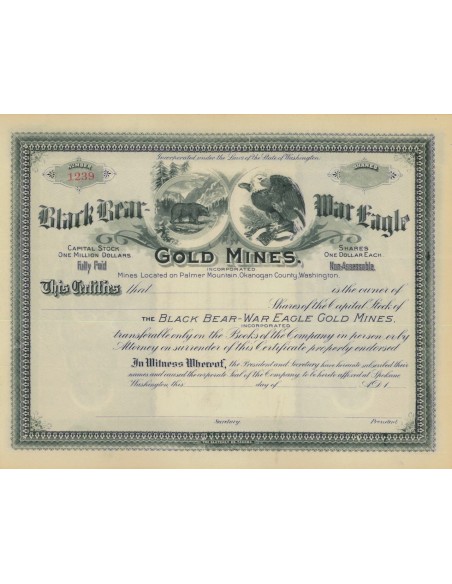 Incorporated under the Laws of the State of Washington.
NUMBER
1239
SHARES
Black Bear-War Eagle
CAPITAL STOCK
ONE MILLION DOLLARS
Fully Paid
GOLD MINES.
INCORPORATED
SHARES
ONE DOLLAR EACH.
Non-Assessable.
Mines Located on Palmer Mountain, Okanogan County, Washington.
This Certifies that is the owner of
Shares of the Capital Stock of
THE BLACK BEAR-WAR EAGLE GOLD MINES.
INCORPORATED
transferable only on the Books of the Company in person or by
Attorney on surrender of this Certificate properly endorsed
In Witness Whereof, the President and Secretary have hereunto subscribed their
names and caused the corporate Seal of the Company to be hereto affixed at Spokane
Washington, this day of 191
Secretary President